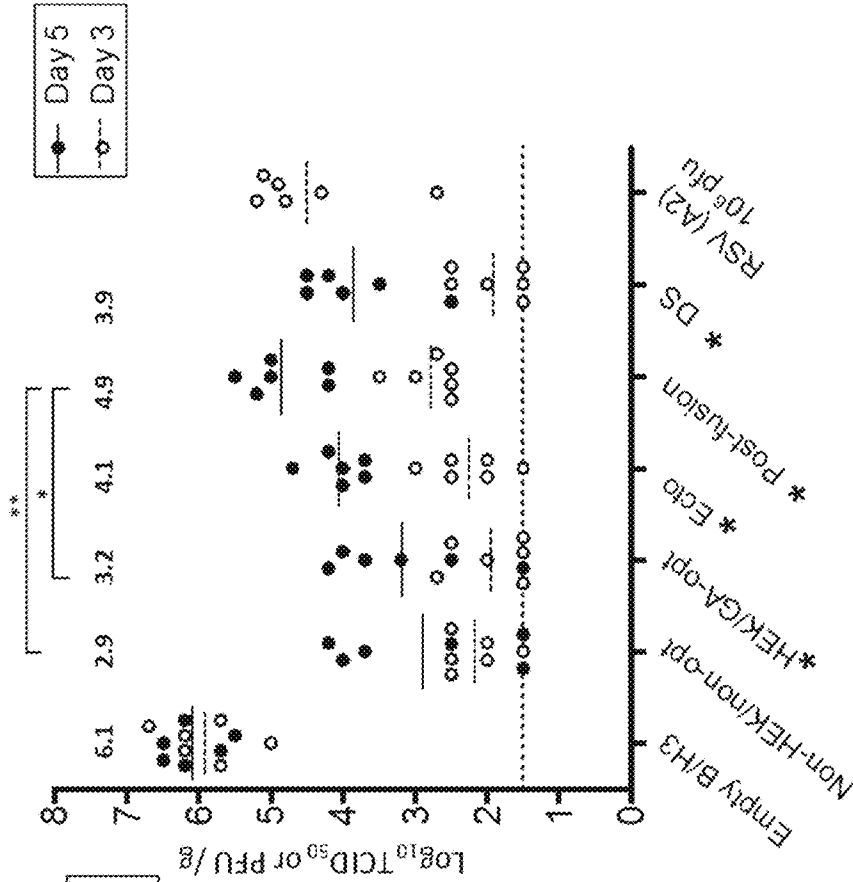 Day 5
Day 3
**
*
6.1
2.9
3.2
4.1
4.9
3.9
8
7
6
5
4
3
2
1
0
Log10 TCID50 or PFU /g
Empty B/H3
Non-HEK/non-opt
* HEK/GA-opt
* Ecto
* Post-fusion
* DS
RSV (A2)
10⁶ pfu